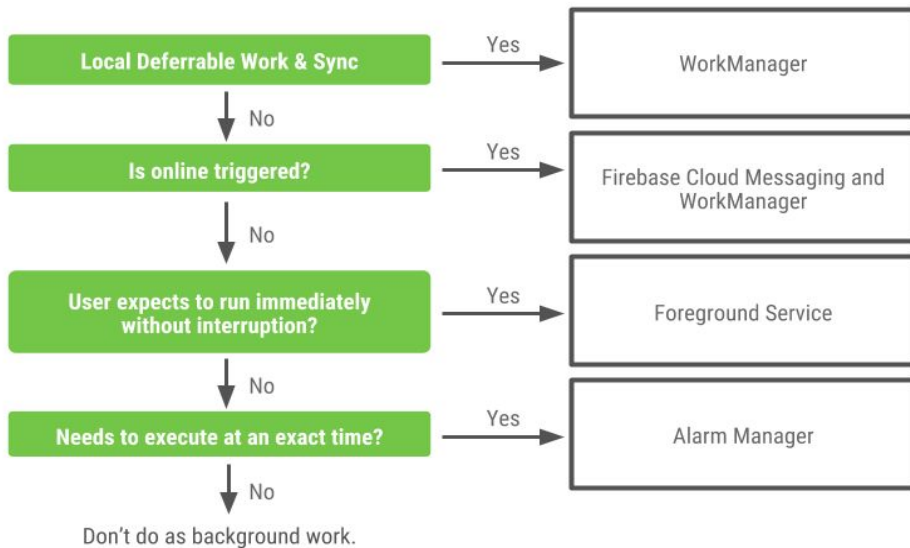 Local Deferrable Work & Sync
Yes
WorkManager
No
Is online triggered?
Yes
Firebase Cloud Messaging and
WorkManager
No
User expects to run immediately
without interruption?
Yes
Foreground Service
No
Needs to execute at an exact time?
Yes
Alarm Manager
No
Don't do as background work.